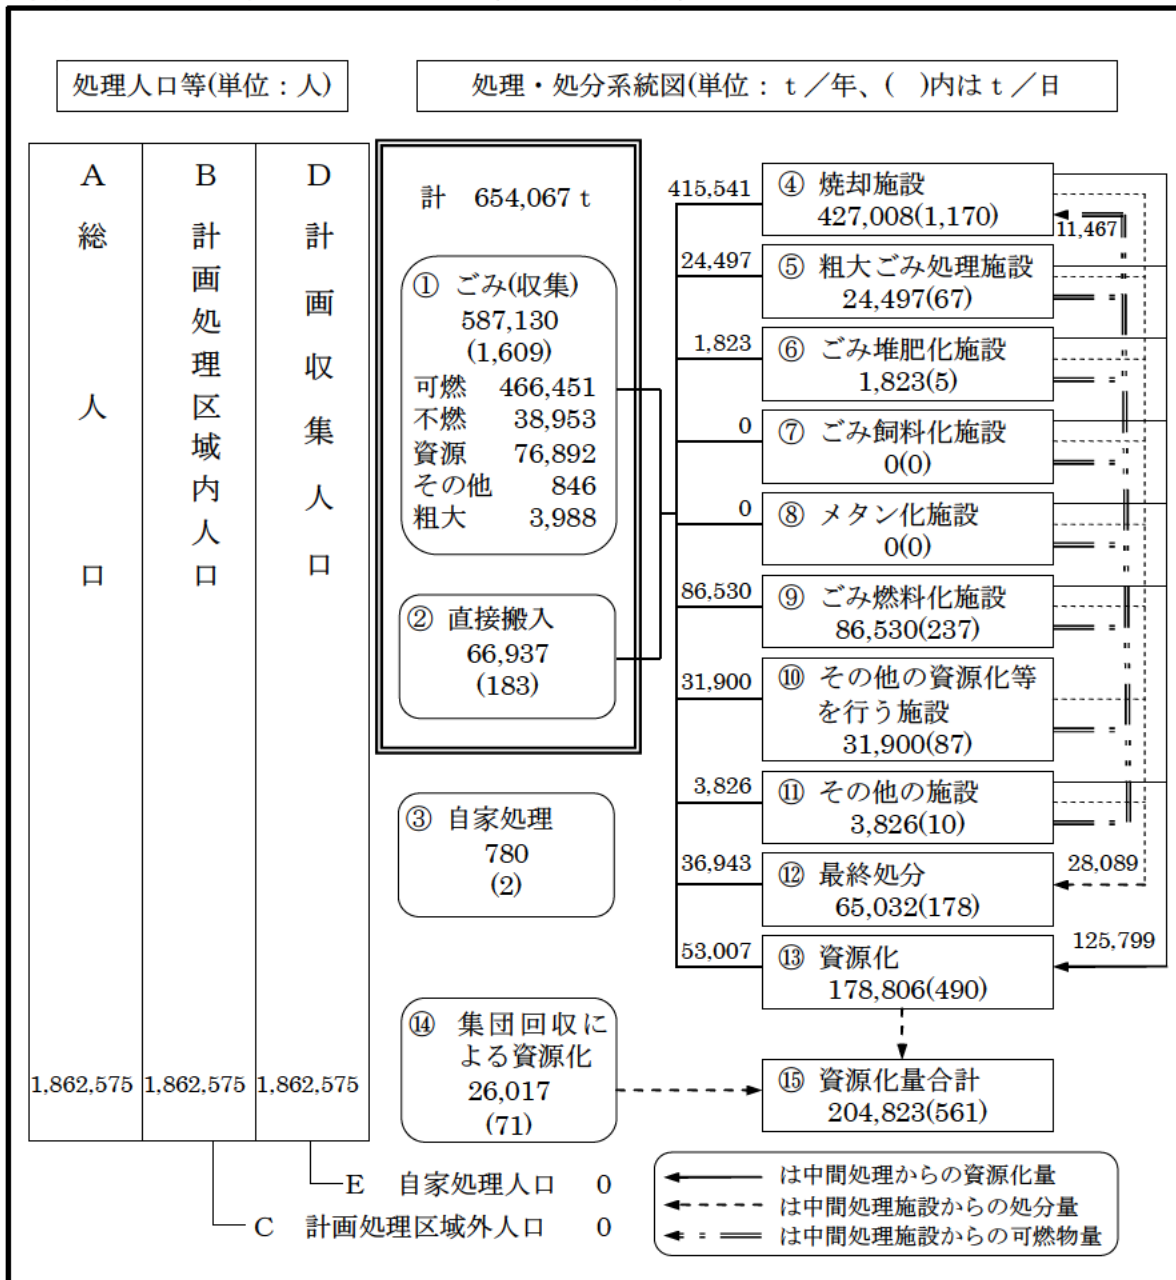 処理人口等(単位：人)
処理・処分系統図(単位：ｔ／年、(　)内はｔ／日
A
総人口
1,862,575
B
計画処理区域内人口
1,862,575
D
計画収集人口
1,862,575
E　自家処理人口　0
C　計画処理区域外人口　0
計　654,067ｔ
① ごみ(収集)
587,130
(1,609)
可燃　466,451
不燃　38,953
資源　76,892
その他　846
粗大　3,988
② 直接搬入
66,937
(183)
③ 自家処理
780
(2)
⑭ 集団回収に
よる資源化
26,017
(71)
415,541
④ 焼却施設
427,008(1,170)
11,467
24,497
⑤ 粗大ごみ処理施設
24,497(67)
1,823
⑥ ごみ堆肥化施設
1,823(5)
0
⑦ ごみ飼料化施設
0(0)
0
⑧ メタン化施設
0(0)
86,530
⑨ ごみ燃料化施設
86,530(237)
31,900
⑩ その他の資源化等
を行う施設
31,900(87)
3,826
⑪ その他の施設
3,826(10)
36,943
⑫ 最終処分
65,032(178)
28,089
53,007
⑬ 資源化
178,806(490)
125,799
⑮ 資源化量合計
204,823(561)
は中間処理からの資源化量
は中間処理施設からの処分量
は中間処理施設からの可燃物量